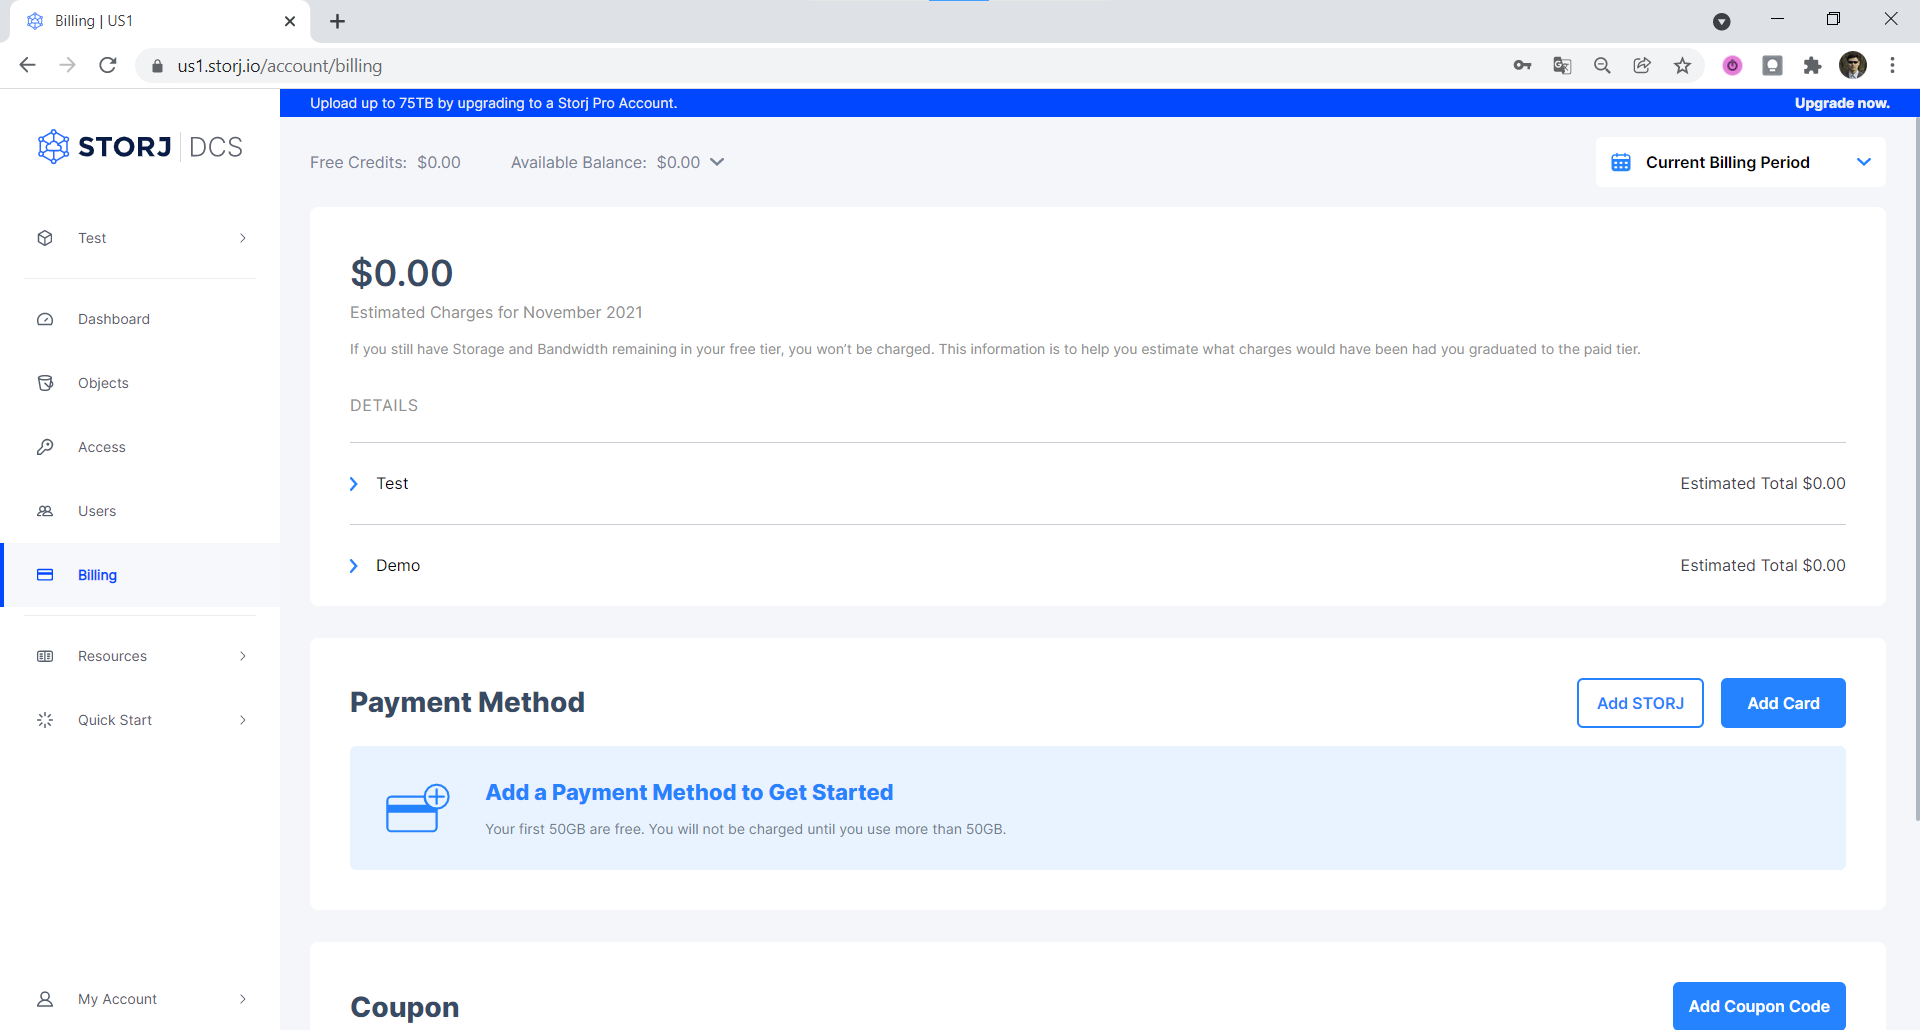 Billing | US1
us1.storj.io/account/billing
Upload up to 75TB by upgrading to a Storj Pro Account.
Upgrade now.
STORJ | DCS
Free Credits: $0.00
Available Balance: $0.00
Current Billing Period
Test
Dashboard
Objects
Access
Users
Billing
Resources
Quick Start
My Account
$0.00
Estimated Charges for November 2021
If you still have Storage and Bandwidth remaining in your free tier, you won’t be charged. This information is to help you estimate what charges would have been had you graduated to the paid tier.
DETAILS
Test
Estimated Total $0.00
Demo
Estimated Total $0.00
Payment Method
Add STORJ
Add Card
Add a Payment Method to Get Started
Your first 50GB are free. You will not be charged until you use more than 50GB.
Coupon
Add Coupon Code